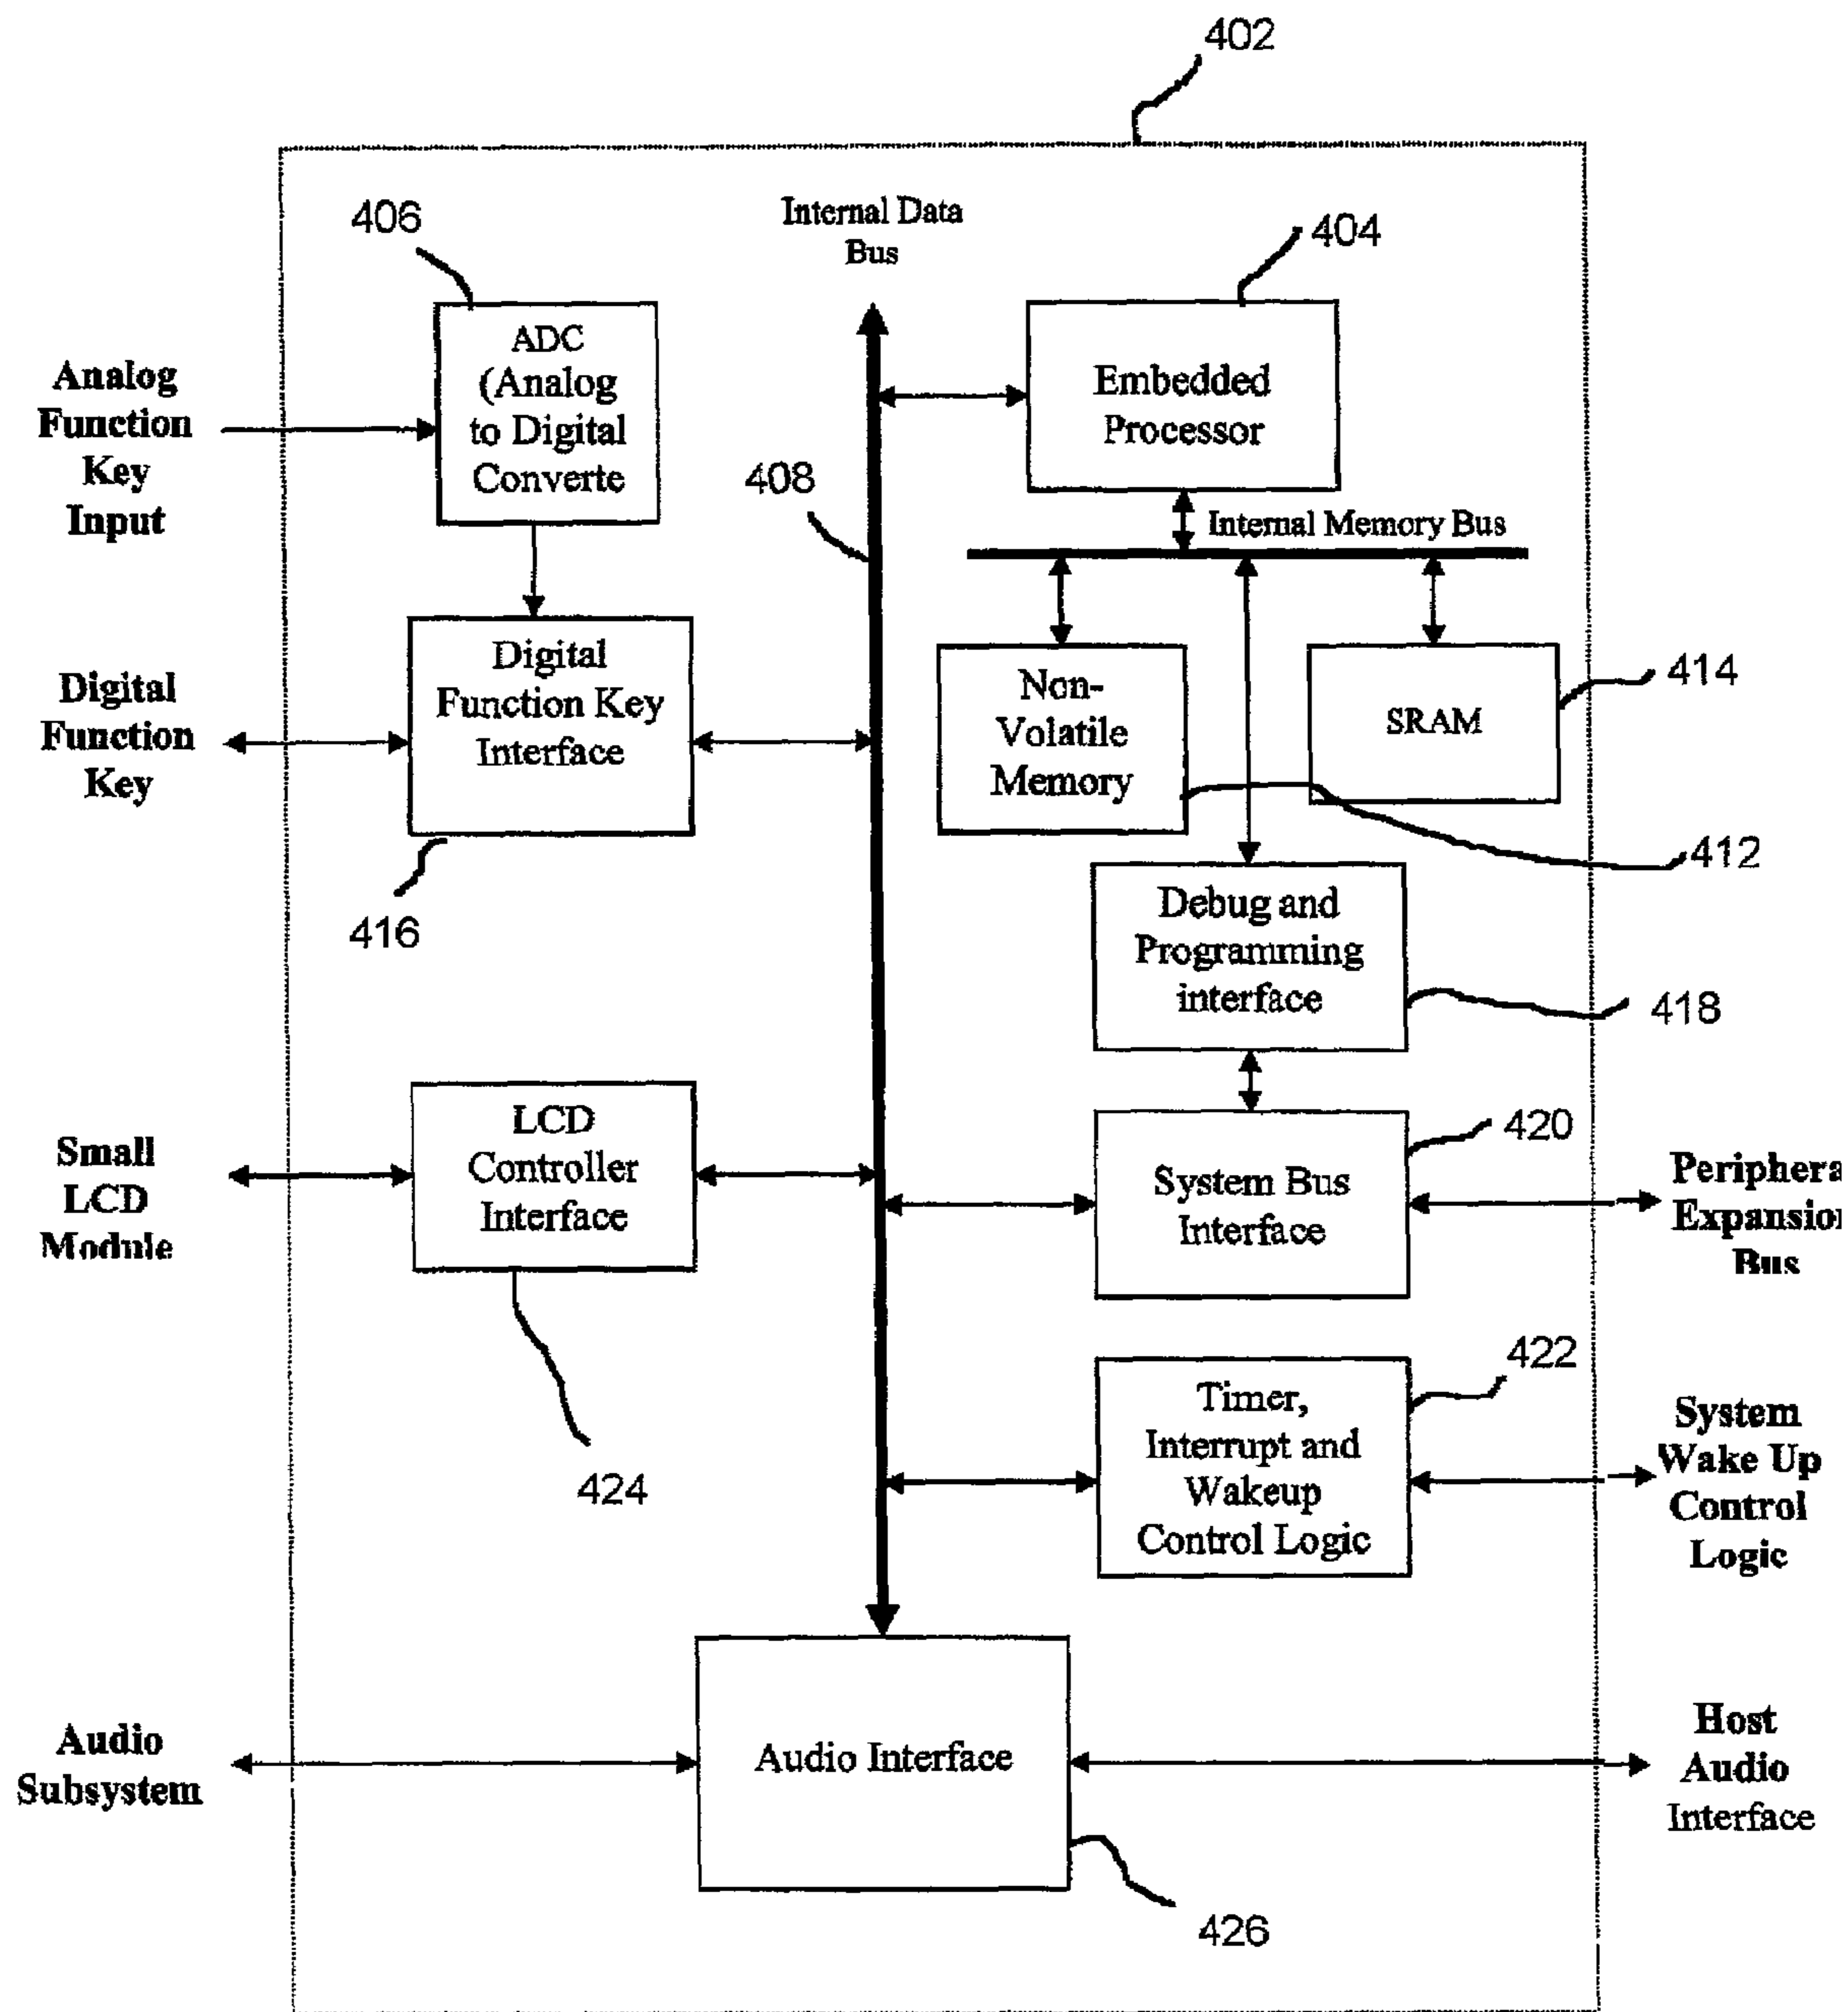 402
Internal Data
Bus
406
404
ADC
(Analog
to Digital
Converte
Embedded
Processor
Analog
Function
Key
Input
408
Internal Memory Bus
Digital
Function Key
Interface
Non-
Volatile
Memory
SRAM
414
Digital
Function
Key
412
416
Debug and
Programming
interface
418
LCD
Controller
Interface
420
Small
LCD
Module
System Bus
Interface
Periphera
Expansion
Bus
422
Timer,
Interrupt and
Wakeup
Control Logic
System
Wake Up
Control
Logic
424
Audio
Subsystem
Audio Interface
Host
Audio
Interface
426